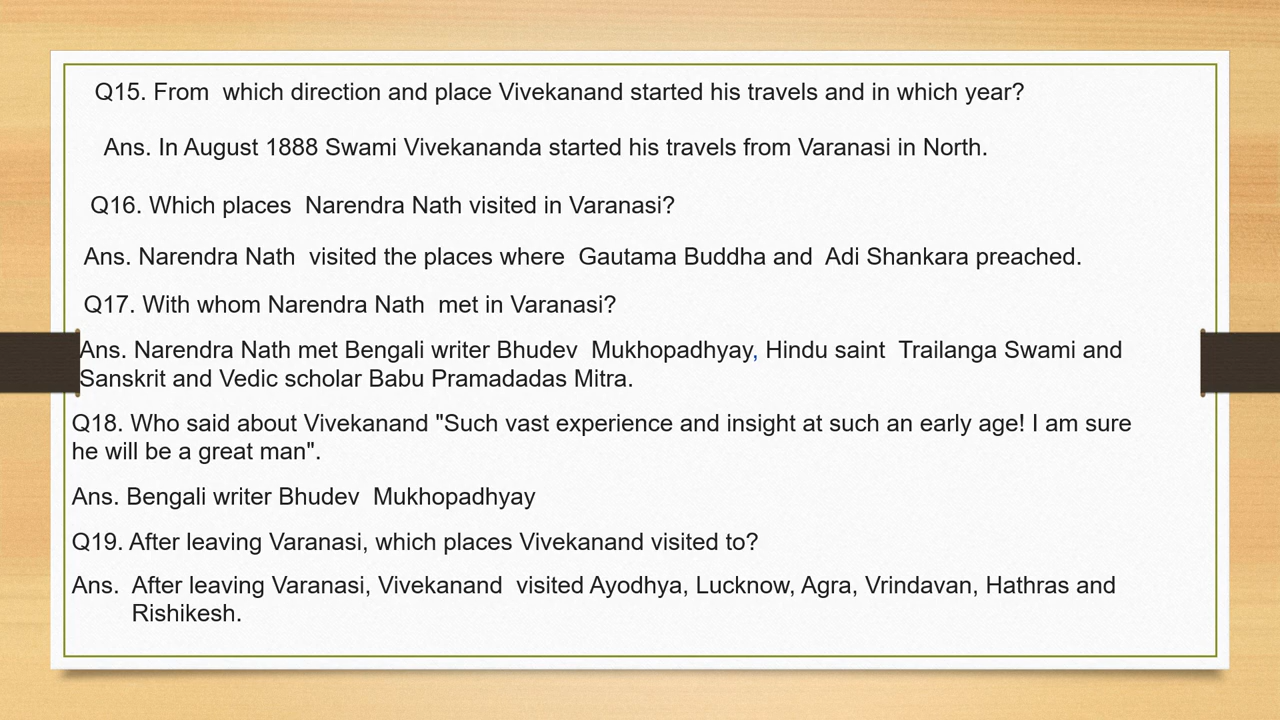 Q15. From which direction and place Vivekanand started his travels and in which year?
Ans. In August 1888 Swami Vivekananda started his travels from Varanasi in North.
Q16. Which places Narendra Nath visited in Varanasi?
Ans. Narendra Nath visited the places where Gautama Buddha and Adi Shankara preached.
Q17. With whom Narendra Nath met in Varanasi?
Ans. Narendra Nath met Bengali writer Bhudev Mukhopadhyay, Hindu saint Trailanga Swami and
Sanskrit and Vedic scholar Babu Pramadadas Mitra.
Q18. Who said about Vivekanand "Such vast experience and insight at such an early age! I am sure
he will be a great man".
Ans. Bengali writer Bhudev Mukhopadhyay
Q19. After leaving Varanasi, which places Vivekanand visited to?
Ans. After leaving Varanasi, Vivekanand visited Ayodhya, Lucknow, Agra, Vrindavan, Hathras and
Rishikesh.